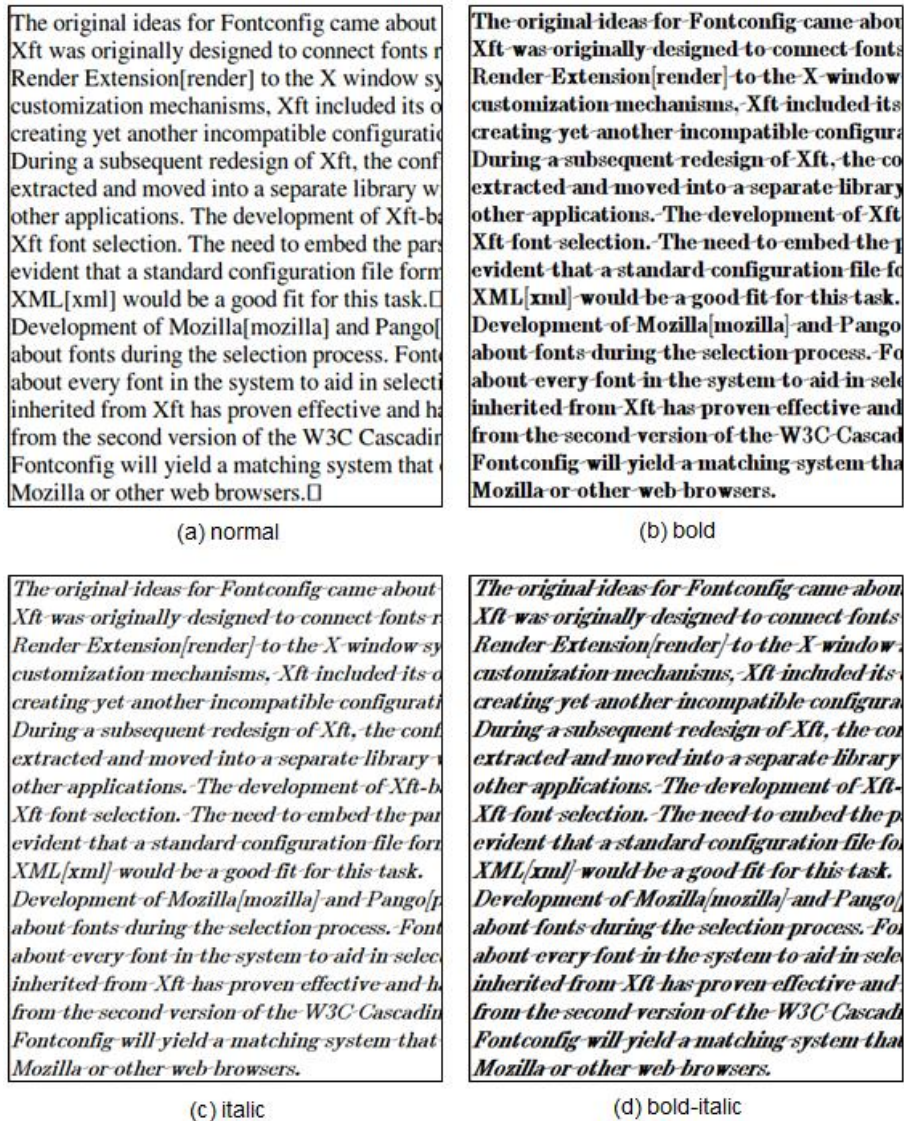 The original ideas for Fontconfig came about
Xft was originally designed to connect fonts r
Render Extension[render] to the X window sy
customization mechanisms, Xft included its o
creating yet another incompatible configuratio
During a subsequent redesign of Xft, the conf
extracted and moved into a separate library w
other applications. The development of Xft-ba
Xft font selection. The need to embed the pars
evident that a standard configuration file form
XML[xml] would be a good fit for this task.□
Development of Mozilla[mozilla] and Pango[
about fonts during the selection process. Fonte
about every font in the system to aid in selecti
inherited from Xft has proven effective and ha
from the second version of the W3C Cascadin
Fontconfig will yield a matching system that
Mozilla or other web browsers.□
(a) normal
The original ideas for Fontconfig came abou
Xft was originally designed to connect fonts
Render Extension[render] to the X window
customization mechanisms, Xft included its
creating yet another incompatible configura
During a subsequent redesign of Xft, the co
extracted and moved into a separate library
other applications. The development of Xft
Xft font selection. The need to embed the p
evident that a standard configuration file fo
XML[xml] would be a good fit for this task.
Development of Mozilla[mozilla] and Pango
about fonts during the selection process. Fo
about every font in the system to aid in sele
inherited from Xft has proven effective and
from the second version of the W3C Cascad
Fontconfig will yield a matching system tha
Mozilla or other web browsers.
(b) bold
The original ideas for Fontconfig came about
Xft was originally designed to connect fonts r
Render Extension[render] to the X window sy
customization mechanisms, Xft included its o
creating yet another incompatible configurati
During a subsequent redesign of Xft, the conf
extracted and moved into a separate library
other applications. The development of Xft-b
Xft font selection. The need to embed the par
evident that a standard configuration file for
XML[xml] would be a good fit for this task.
Development of Mozilla[mozilla] and Pango[p
about fonts during the selection process. Font
about every font in the system to aid in selec
inherited from Xft has proven effective and h
from the second version of the W3C Cascadin
Fontconfig will yield a matching system that
Mozilla or other web browsers.
(c) italic
The original ideas for Fontconfig came abou
Xft was originally designed to connect fonts
Render Extension[render] to the X window
customization mechanisms, Xft included its
creating yet another incompatible configura
During a subsequent redesign of Xft, the con
extracted and moved into a separate library
other applications. The development of Xft-
Xft font selection. The need to embed the p
evident that a standard configuration file fo
XML[xml] would be a good fit for this task.
Development of Mozilla[mozilla] and Pango[
about fonts during the selection process. Fo
about every font in the system to aid in sele
inherited from Xft has proven effective and
from the second version of the W3C Cascad
Fontconfig will yield a matching system tha
Mozilla or other web browsers.
(d) bold-italic